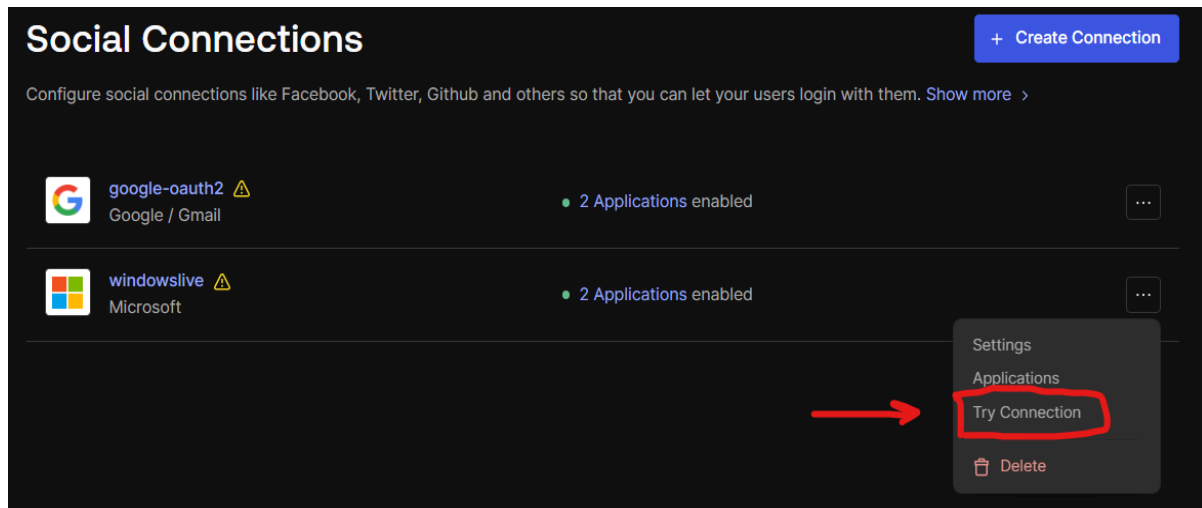 Social Connections
+ Create Connection
Configure social connections like Facebook, Twitter, Github and others so that you can let your users login with them. Show more >
google-oauth2
Google / Gmail
2 Applications enabled
...
windowslive
Microsoft
2 Applications enabled
...
Settings
Applications
Try Connection
Delete